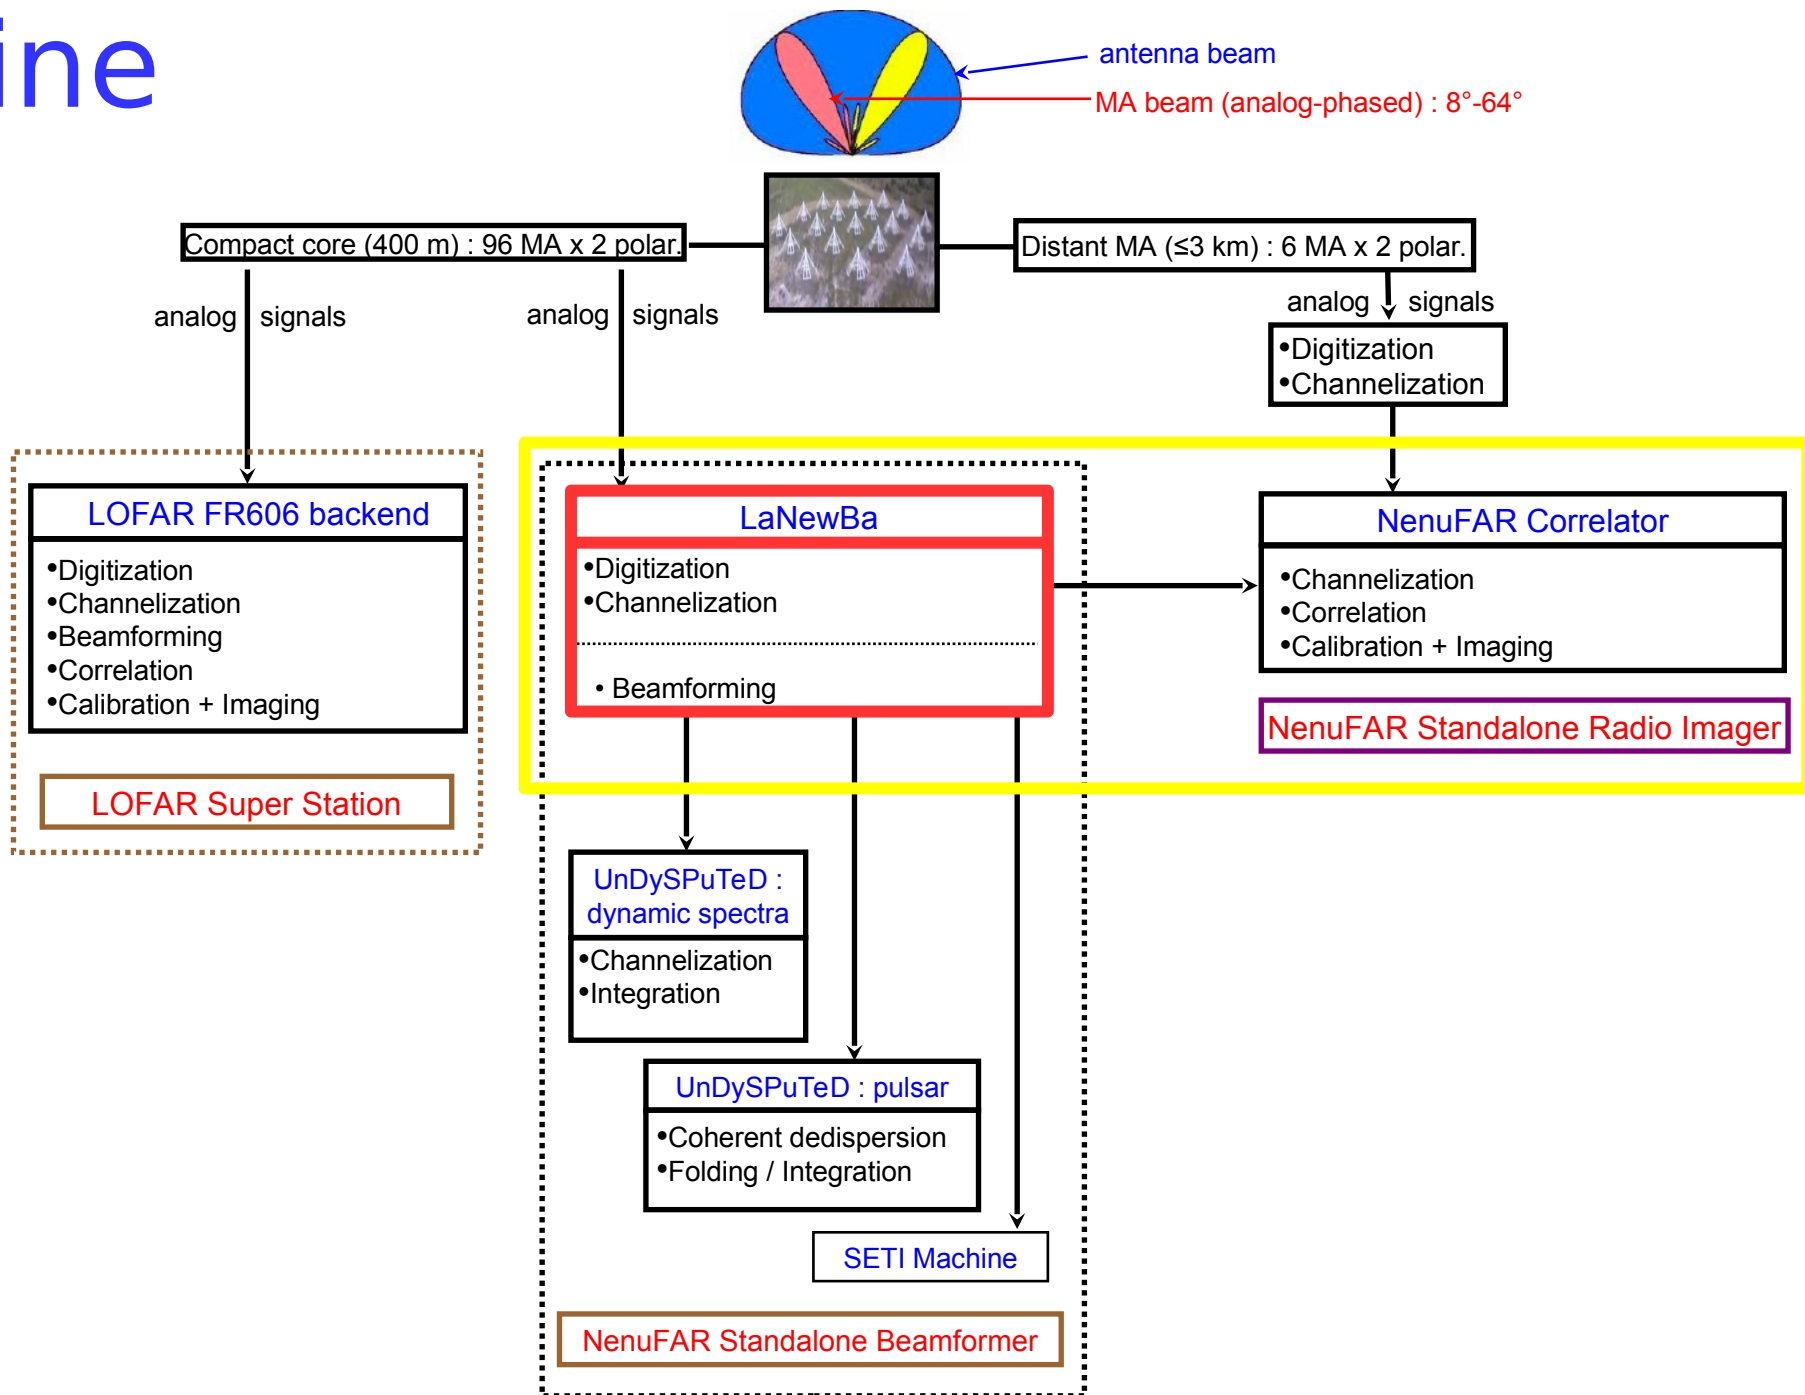 ine
antenna beam
MA beam (analog-phased) : 8°-64°
Compact core (400 m) : 96 MA x 2 polar.
Distant MA (≤3 km) : 6 MA x 2 polar.
analog signals
analog signals
analog signals
•Digitization
•Channelization
LOFAR FR606 backend
•Digitization
•Channelization
•Beamforming
•Correlation
•Calibration + Imaging
LOFAR Super Station
LaNewBa
•Digitization
•Channelization
• Beamforming
NenuFAR Correlator
•Channelization
•Correlation
•Calibration + Imaging
NenuFAR Standalone Radio Imager
UnDySPuTeD :
dynamic spectra
•Channelization
•Integration
UnDySPuTeD : pulsar
•Coherent dedispersion
•Folding / Integration
SETI Machine
NenuFAR Standalone Beamformer